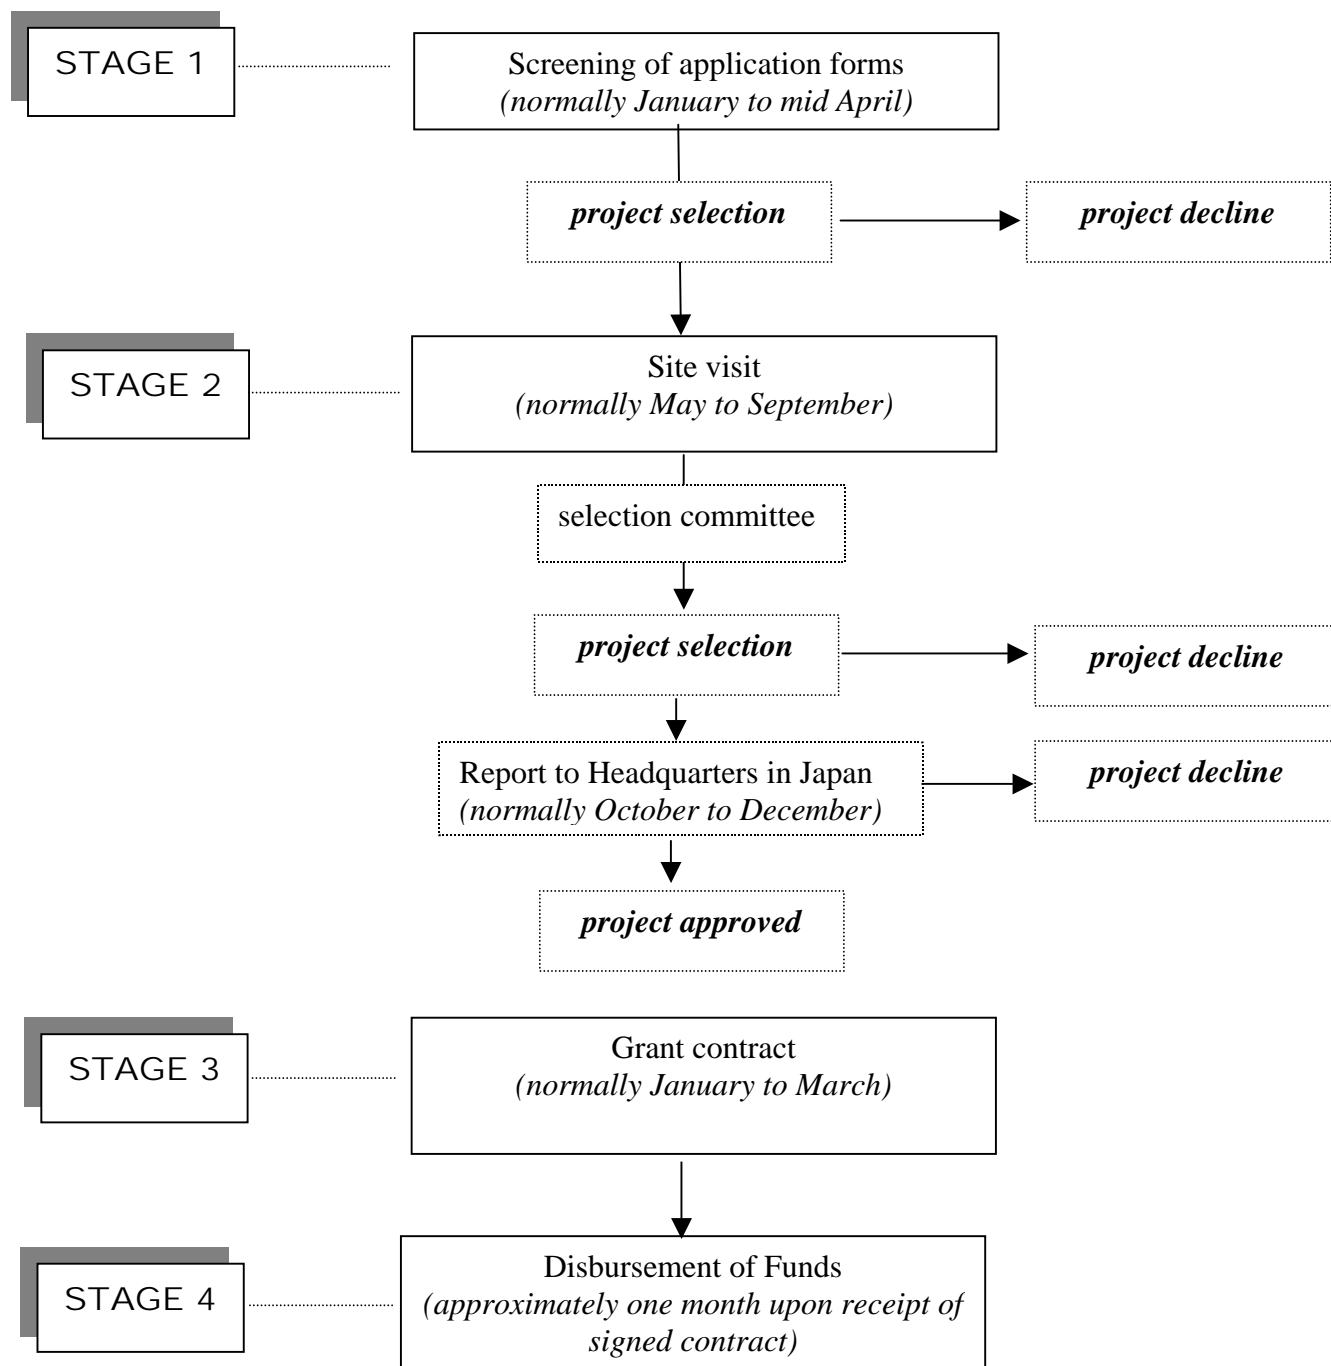 STAGE 1
Screening of application forms
(normally January to mid April)
project selection
project decline
STAGE 2
Site visit
(normally May to September)
selection committee
project selection
project decline
Report to Headquarters in Japan
(normally October to December)
project decline
project approved
STAGE 3
Grant contract
(normally January to March)
STAGE 4
Disbursement of Funds
(approximately one month upon receipt of
signed contract)